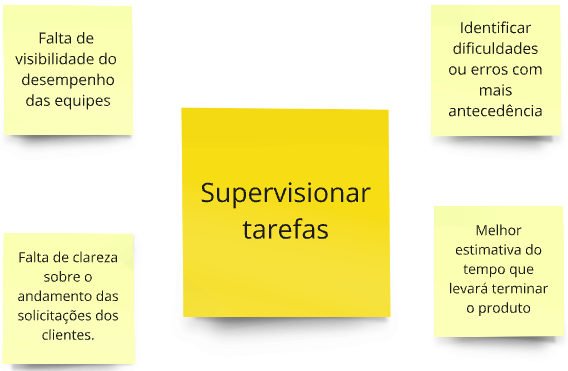 Falta de
visibilidade do
desempenho
das equipes
Identificar
dificuldades
ou erros com
mais
antecedência
Supervisionar
tarefas
Falta de clareza
sobre o
andamento das
solicitações dos
clientes.
Melhor
estimativa do
tempo que
levará terminar
o produto